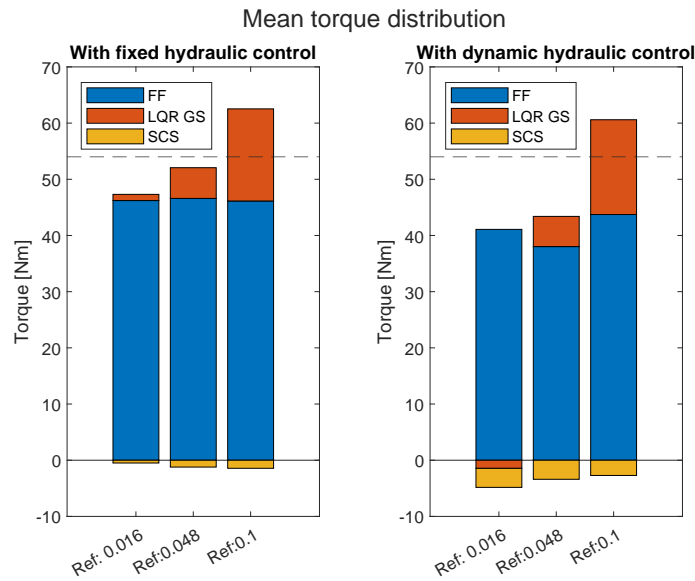 Mean torque distribution
With fixed hydraulic control
70
60
50
40
30
20
10
0
-10
Torque [Nm]
FF
LQR GS
SCS
Ref: 0.016
Ref:0.048
Ref:0.1
With dynamic hydraulic control
70
60
50
40
30
20
10
0
-10
Torque [Nm]
FF
LQR GS
SCS
Ref: 0.016
Ref:0.048
Ref:0.1